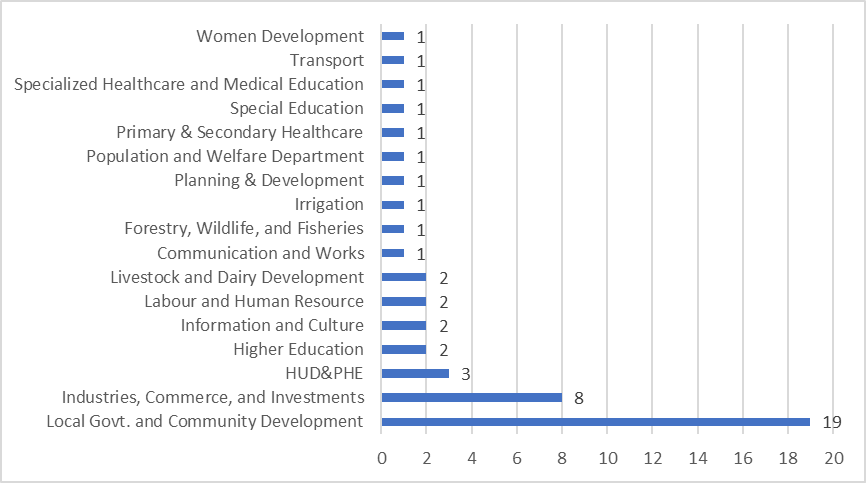 Women Development 1
Transport 1
Specialized Healthcare and Medical Education 1
Special Education 1
Primary & Secondary Healthcare 1
Population and Welfare Department 1
Planning & Development 1
Irrigation 1
Forestry, Wildlife, and Fisheries 1
Communication and Works 1
Livestock and Dairy Development 2
Labour and Human Resource 2
Information and Culture 2
Higher Education 2
HUD&PHE 3
Industries, Commerce, and Investments 8
Local Govt. and Community Development 19
0 2 4 6 8 10 12 14 16 18 20